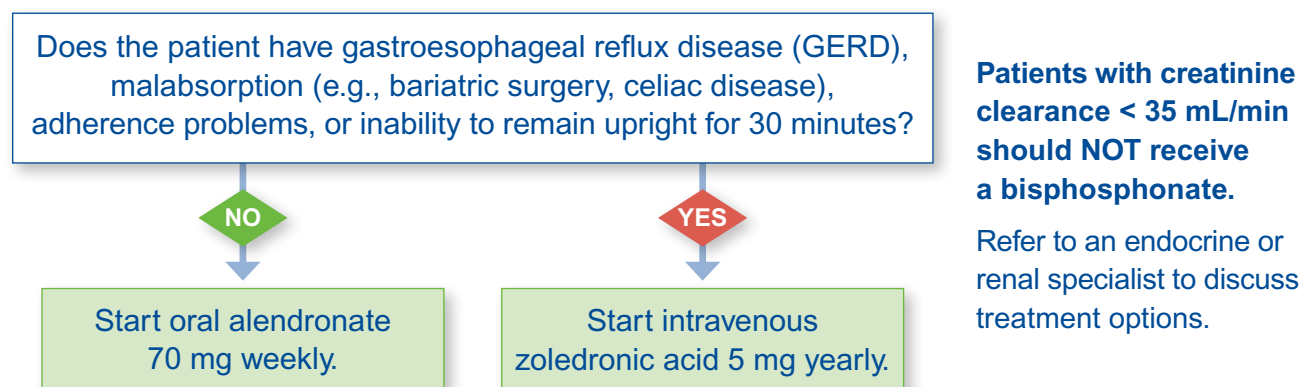 Does the patient have gastroesophageal reflux disease (GERD),
malabsorption (e.g., bariatric surgery, celiac disease),
adherence problems, or inability to remain upright for 30 minutes?
NO
YES
Start oral alendronate
70 mg weekly.
Start intravenous
zoledronic acid 5 mg yearly.
Patients with creatinine
clearance < 35 mL/min
should NOT receive
a bisphosphonate.
Refer to an endocrine or
renal specialist to discuss
treatment options.